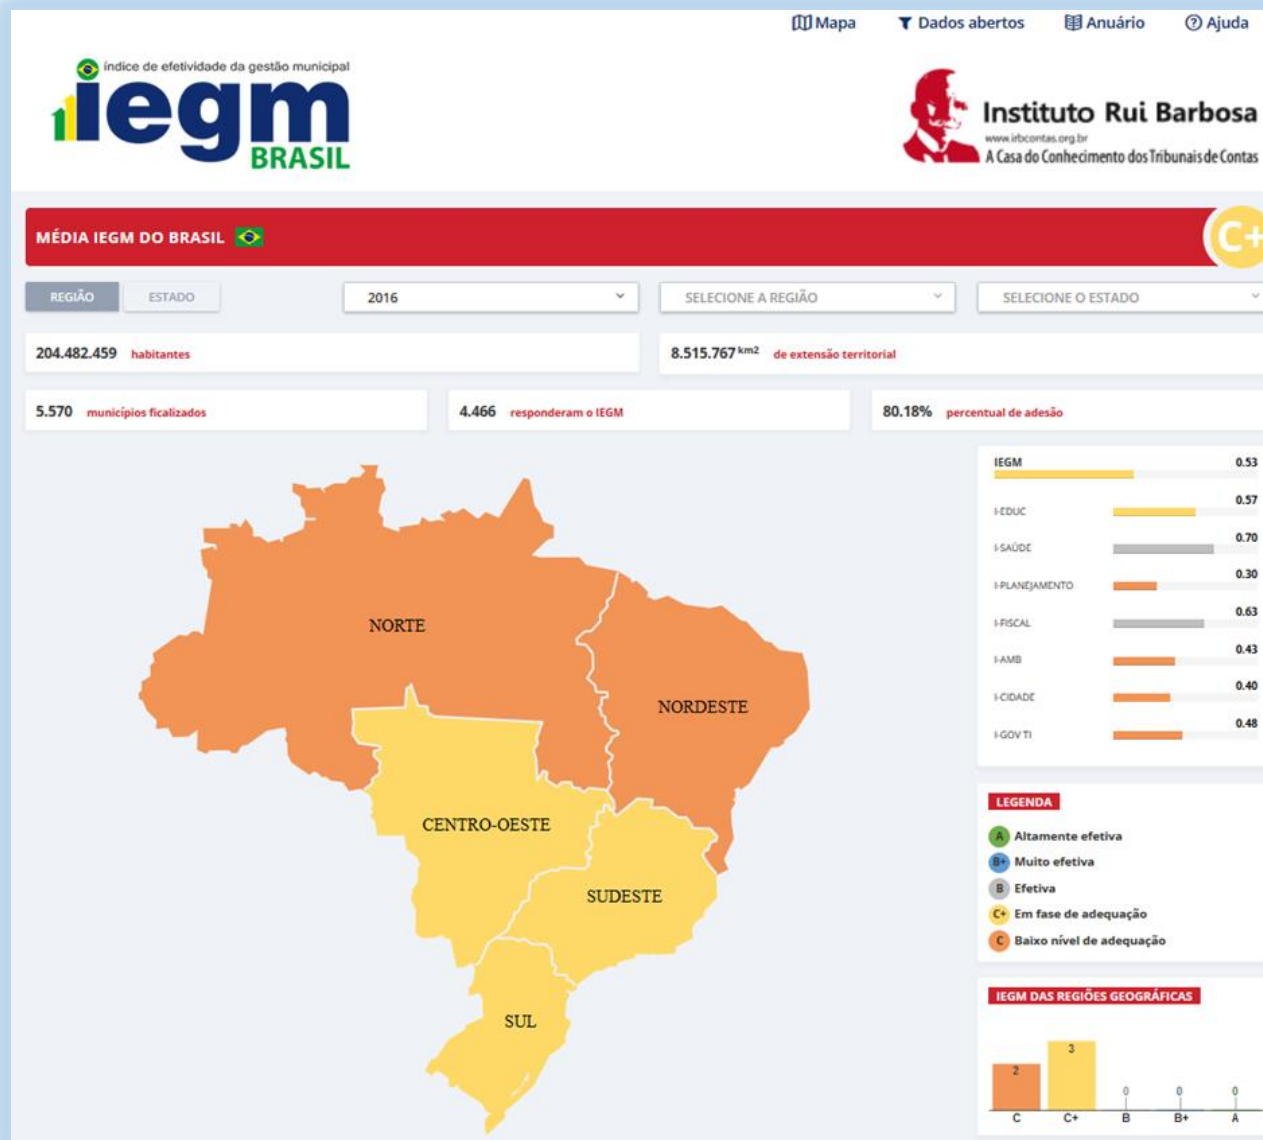 Mapa Dados abertos Anuário Ajuda
índice de efetividade da gestão municipal
iegm
BRASIL
Instituto Rui Barbosa
www.irbcontas.org.br
A Casa do Conhecimento dos Tribunais de Contas
MÉDIA IEGM DO BRASIL C+
REGIÃO ESTADO 2016 SELECIONE A REGIÃO SELECIONE O ESTADO
204.482.459 habitantes 8.515.767 km2 de extensão territorial
5.570 municípios ficalizados 4.466 responderam o IEGM 80.18% percentual de adesão
NORTE
NORDESTE
CENTRO-OESTE
SUDESTE
SUL
IEGM 0.53
I-EDUC 0.57
I-SAÚDE 0.70
I-PLANEJAMENTO 0.30
I-FISCAL 0.63
I-AMB 0.43
I-CIDADE 0.40
I-GOV TI 0.48
LEGENDA
A Altamente efetiva
B+ Muito efetiva
B Efetiva
C+ Em fase de adequação
C Baixo nível de adequação
IEGM DAS REGIÕES GEOGRÁFICAS
2 3 0 0 0
C C+ B B+ A